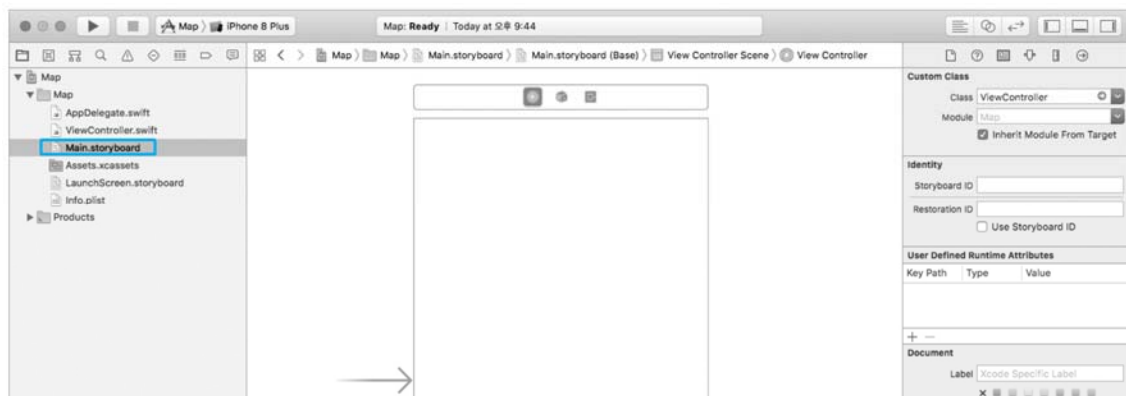 Map 〉 iPhone 8 Plus
Map: Ready | Today at 오후 9:44
Map 〉 Map 〉 Main.storyboard 〉 Main.storyboard (Base) 〉 View Controller Scene 〉 View Controller
Map
Map
AppDelegate.swift
ViewController.swift
Main.storyboard
Assets.xcassets
LaunchScreen.storyboard
Info.plist
Products
Custom Class
Class ViewController
Module Map
Inherit Module From Target
Identity
Storyboard ID
Restoration ID
Use Storyboard ID
User Defined Runtime Attributes
Key Path Type Value
Document
Label Xcode Specific Label